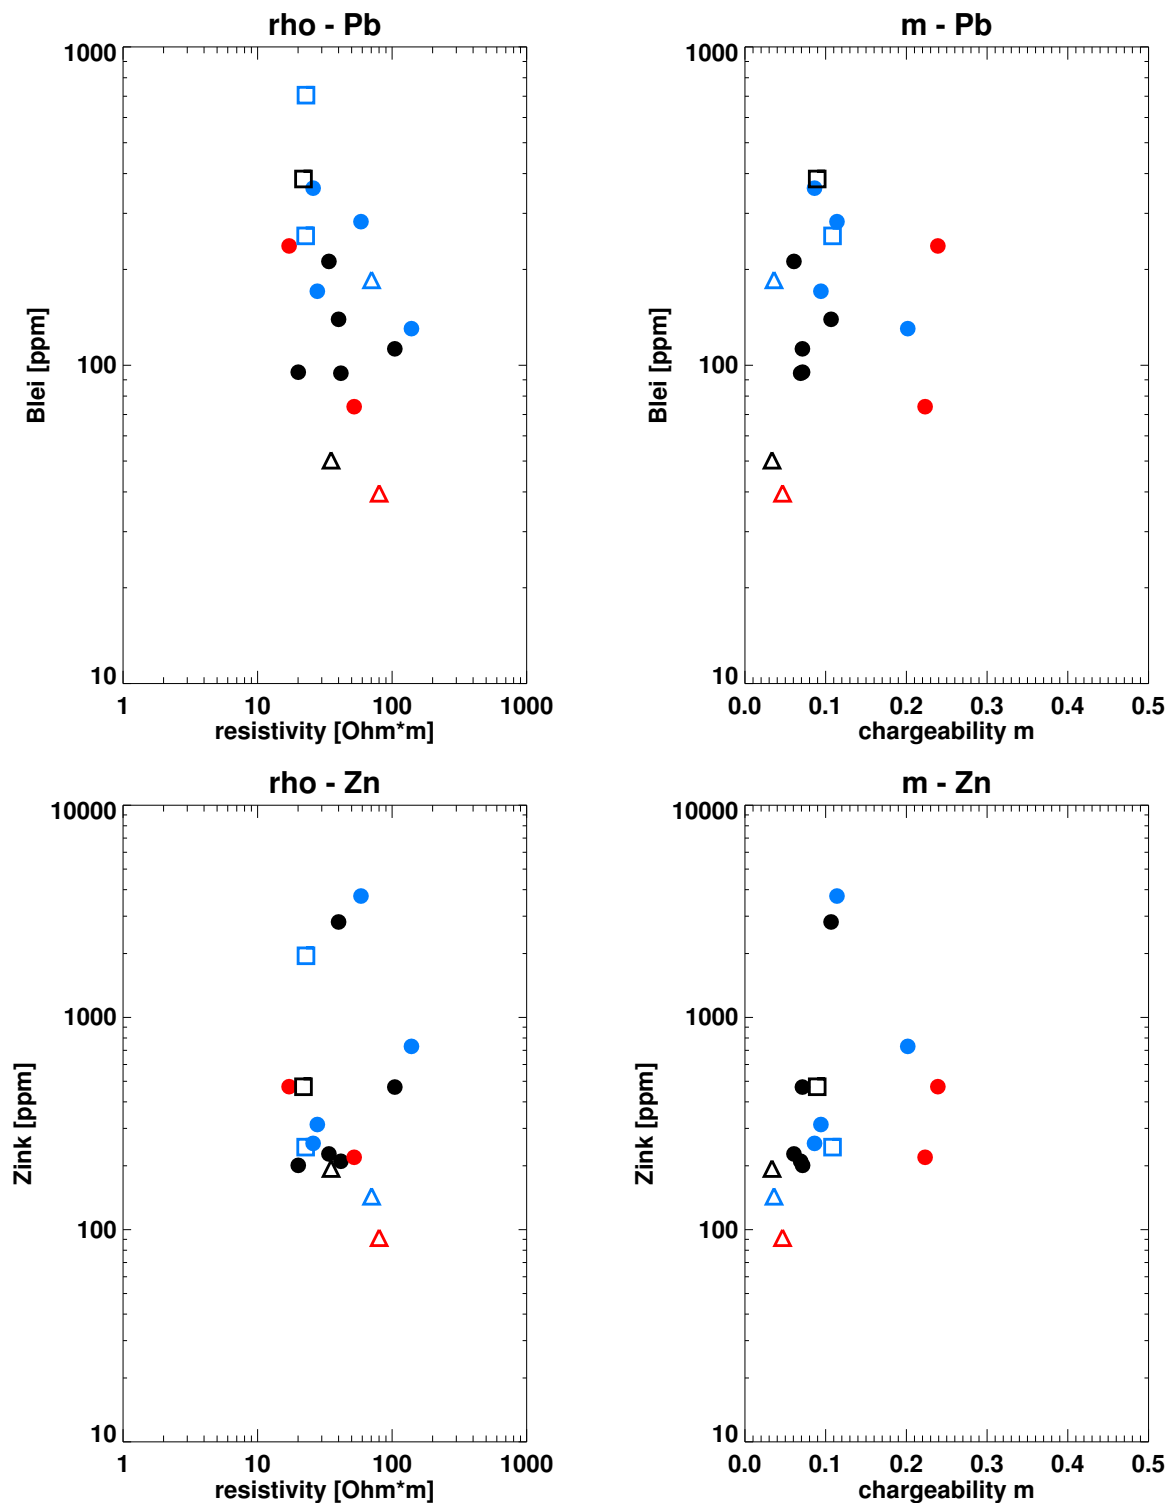 rho - Pb
1000
100
10
Blei [ppm]
1 10 100 1000
resistivity [Ohm*m]
m - Pb
1000
100
10
Blei [ppm]
0.0 0.1 0.2 0.3 0.4 0.5
chargeability m
rho - Zn
10000
1000
100
10
Zink [ppm]
1 10 100 1000
resistivity [Ohm*m]
m - Zn
10000
1000
100
10
Zink [ppm]
0.0 0.1 0.2 0.3 0.4 0.5
chargeability m